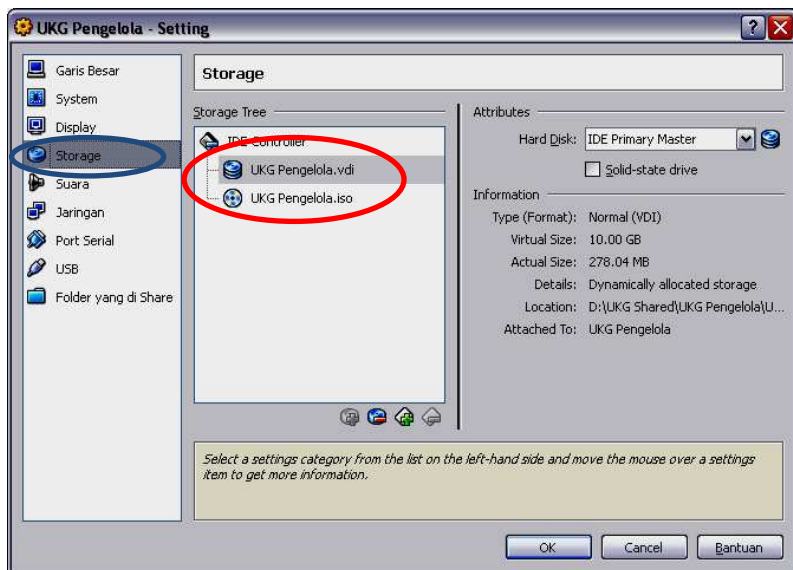 UKG Pengelola - Setting
Garis Besar
System
Display
Storage
Suara
Jaringan
Port Serial
USB
Folder yang di Share
Storage
Storage Tree
IDE Controller
UKG Pengelola.vdi
UKG Pengelola.iso
Attributes
Hard Disk: IDE Primary Master
Solid-state drive
Information
Type (Format): Normal (VDI)
Virtual Size: 10.00 GB
Actual Size: 278.04 MB
Details: Dynamically allocated storage
Location: D:\UKG Shared\UKG Pengelola\U...
Attached To: UKG Pengelola
Select a settings category from the list on the left-hand side and move the mouse over a settings
item to get more information.
OK Cancel Bantuan